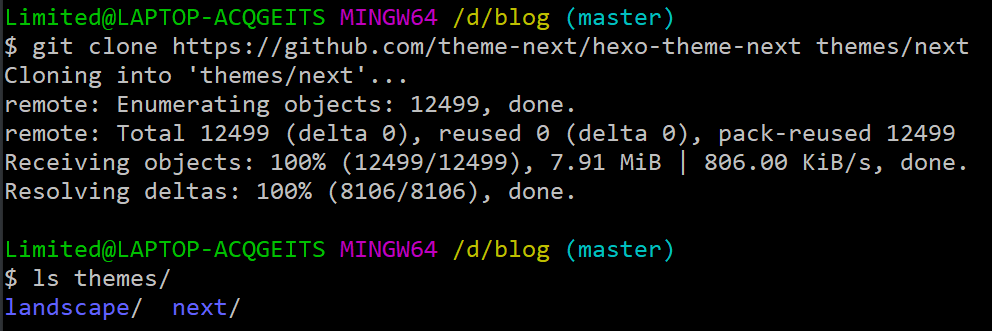 Limited@LAPTOP-ACQGEITS MINGW64 /d/blog (master)
$ git clone https://github.com/theme-next/hexo-theme-next themes/next
Cloning into 'themes/next'...
remote: Enumerating objects: 12499, done.
remote: Total 12499 (delta 0), reused 0 (delta 0), pack-reused 12499
Receiving objects: 100% (12499/12499), 7.91 MiB | 806.00 KiB/s, done.
Resolving deltas: 100% (8106/8106), done.
Limited@LAPTOP-ACQGEITS MINGW64 /d/blog (master)
$ ls themes/
landscape/  next/